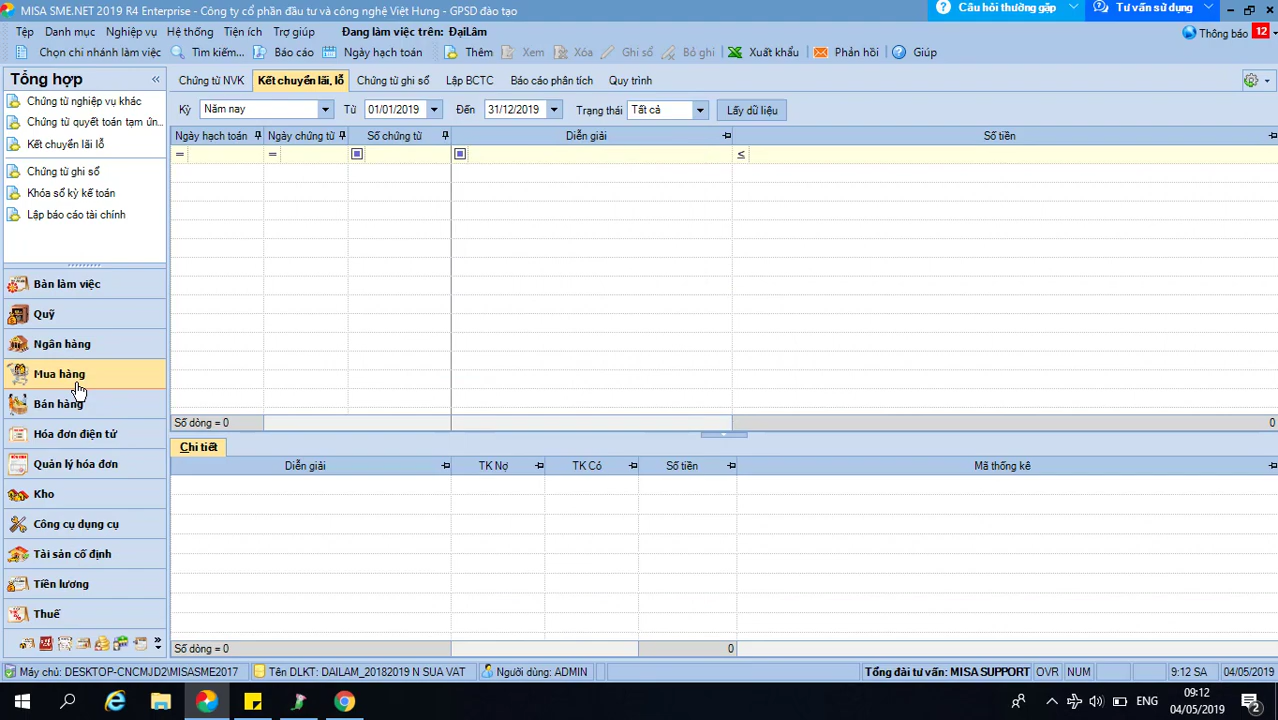 MISA SME.NET 2019 R4 Enterprise - Công ty cổ phần đầu tư và công nghệ Việt Hưng - GPSD đào tạo
Câu hỏi thường gặp
Tư vấn sử dụng
Tệp Danh mục Nghiệp vụ Hệ thống Tiện ích Trợ giúp Đang làm việc trên: ĐạiLâm
Thông báo 12
Chọn chi nhánh làm việc Tìm kiếm... Báo cáo Ngày hạch toán Thêm Xem Xóa Ghi sổ Bỏ ghi Xuất khẩu Phản hồi Giúp
Tổng hợp
Chứng từ NVK Kết chuyển lãi, lỗ Chứng từ ghi sổ Lập BCTC Báo cáo phân tích Quy trình
Chứng từ nghiệp vụ khác
Chứng từ quyết toán tạm ứn...
Kết chuyển lãi lỗ
Chứng từ ghi sổ
Khóa sổ kỳ kế toán
Lập báo cáo tài chính
Kỳ Năm nay Từ 01/01/2019 Đến 31/12/2019 Trạng thái Tất cả Lấy dữ liệu
Ngày hạch toán Ngày chứng từ Số chứng từ Diễn giải Số tiền
= = ≤
Bàn làm việc
Quỹ
Ngân hàng
Mua hàng
Bán hàng
Hóa đơn điện tử
Quản lý hóa đơn
Kho
Công cụ dụng cụ
Tài sản cố định
Tiền lương
Thuế
Số dòng = 0 0
Chi tiết
Diễn giải TK Nợ TK Có Số tiền Mã thống kê
Số dòng = 0 0
Máy chủ: DESKTOP-CNCMJD2\MISASME2017 Tên DLKT: DAILAM_20182019 N SUA VAT Người dùng: ADMIN Tổng đài tư vấn: MISA SUPPORT OVR NUM 9:12 SA 04/05/2019
ENG
09:12
04/05/2019
2